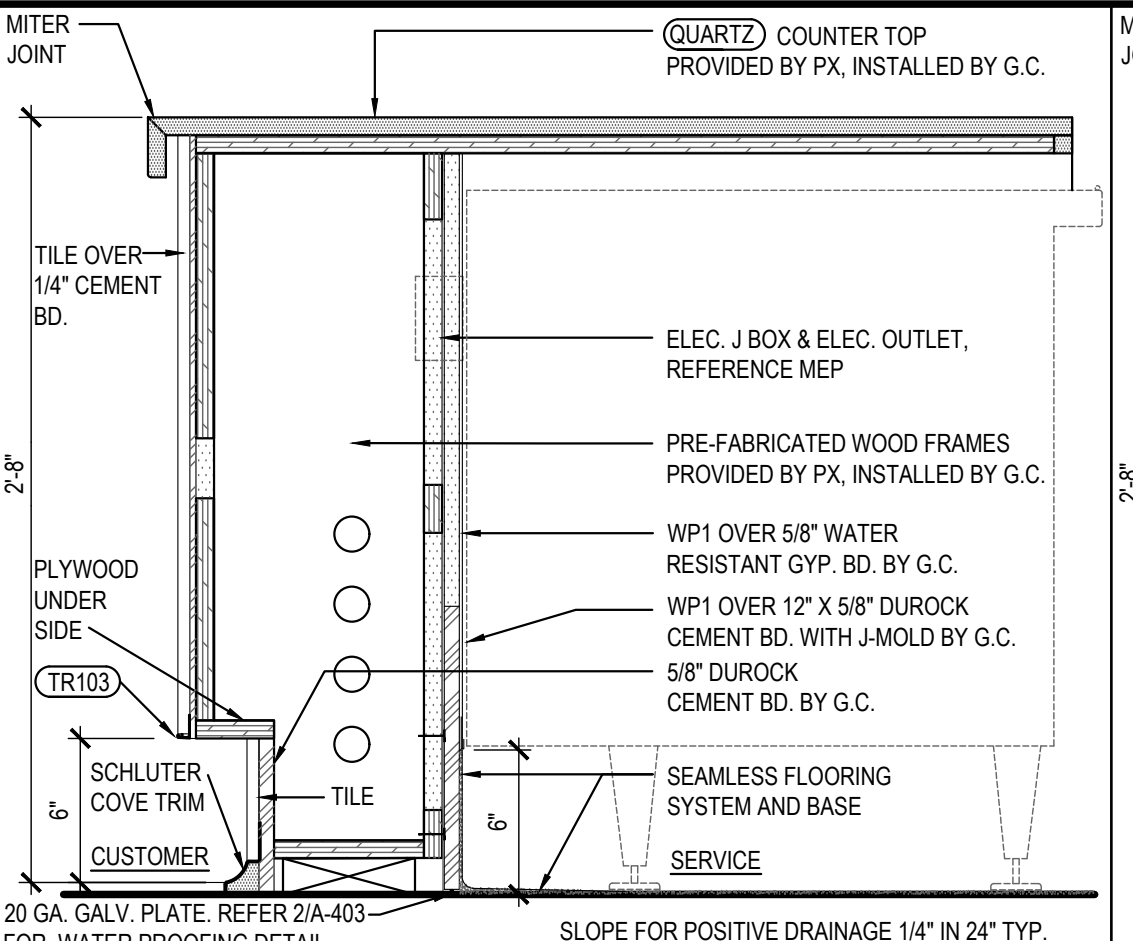 MITER
JOINT
QUARTZ COUNTER TOP
PROVIDED BY PX, INSTALLED BY G.C.
TILE OVER
1/4" CEMENT
BD.
ELEC. J BOX & ELEC. OUTLET,
REFERENCE MEP
PRE-FABRICATED WOOD FRAMES
PROVIDED BY PX, INSTALLED BY G.C.
2'-8"
2'-8"
WP1 OVER 5/8" WATER
RESISTANT GYP. BD. BY G.C.
PLYWOOD
UNDER
SIDE
WP1 OVER 12" X 5/8" DUROCK
CEMENT BD. WITH J-MOLD BY G.C.
TR103
5/8" DUROCK
CEMENT BD. BY G.C.
SCHLUTER
COVE TRIM
TILE
SEAMLESS FLOORING
SYSTEM AND BASE
6"
6"
CUSTOMER
SERVICE
20 GA. GALV. PLATE. REFER 2/A-403
FOR WATER PROOFING DETAIL
SLOPE FOR POSITIVE DRAINAGE 1/4" IN 24" TYP.